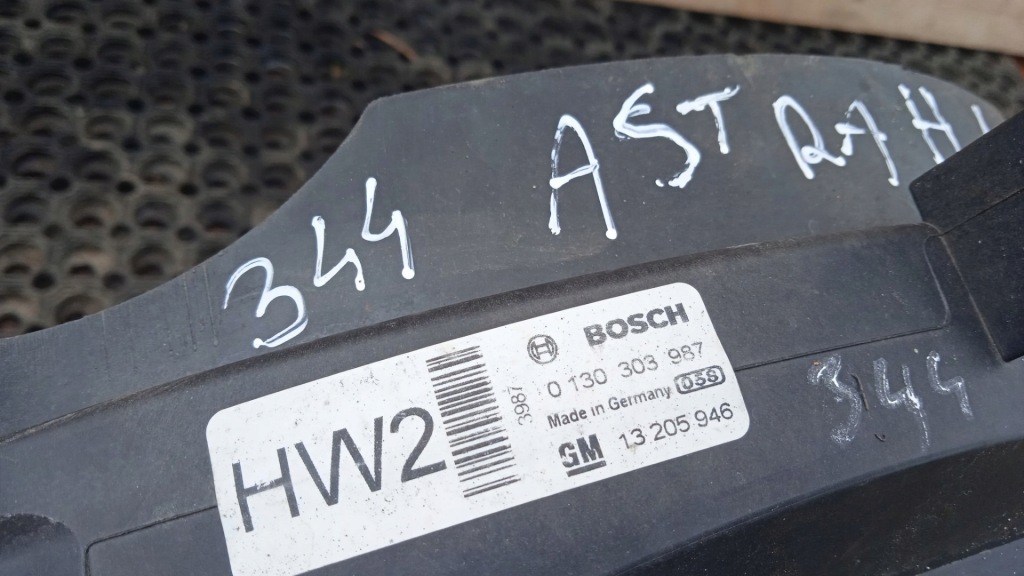 344 ASTRA H
HW2
3987
BOSCH
0 130 303 987
Made in Germany 036
GM 13 205 946
344